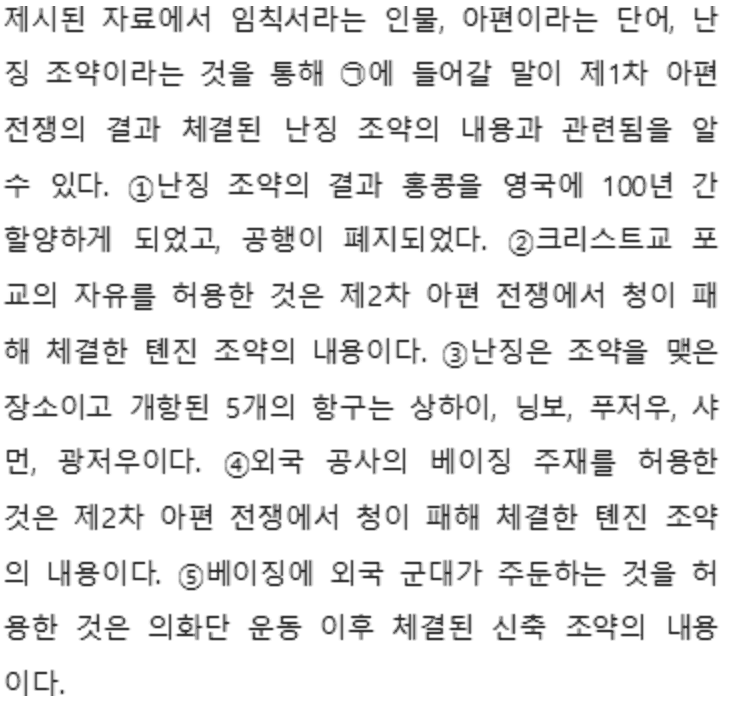 제시된 자료에서 임칙서라는 인물, 아편이라는 단어, 난
징 조약이라는 것을 통해 ㉠에 들어갈 말이 제1차 아편
전쟁의 결과 체결된 난징 조약의 내용과 관련됨을 알
수 있다. ①난징 조약의 결과 홍콩을 영국에 100년 간
할양하게 되었고, 공행이 폐지되었다. ②크리스트교 포
교의 자유를 허용한 것은 제2차 아편 전쟁에서 청이 패
해 체결한 톈진 조약의 내용이다. ③난징은 조약을 맺은
장소이고 개항된 5개의 항구는 상하이, 닝보, 푸저우, 샤
먼, 광저우이다. ④외국 공사의 베이징 주재를 허용한
것은 제2차 아편 전쟁에서 청이 패해 체결한 톈진 조약
의 내용이다. ⑤베이징에 외국 군대가 주둔하는 것을 허
용한 것은 의화단 운동 이후 체결된 신축 조약의 내용
이다.